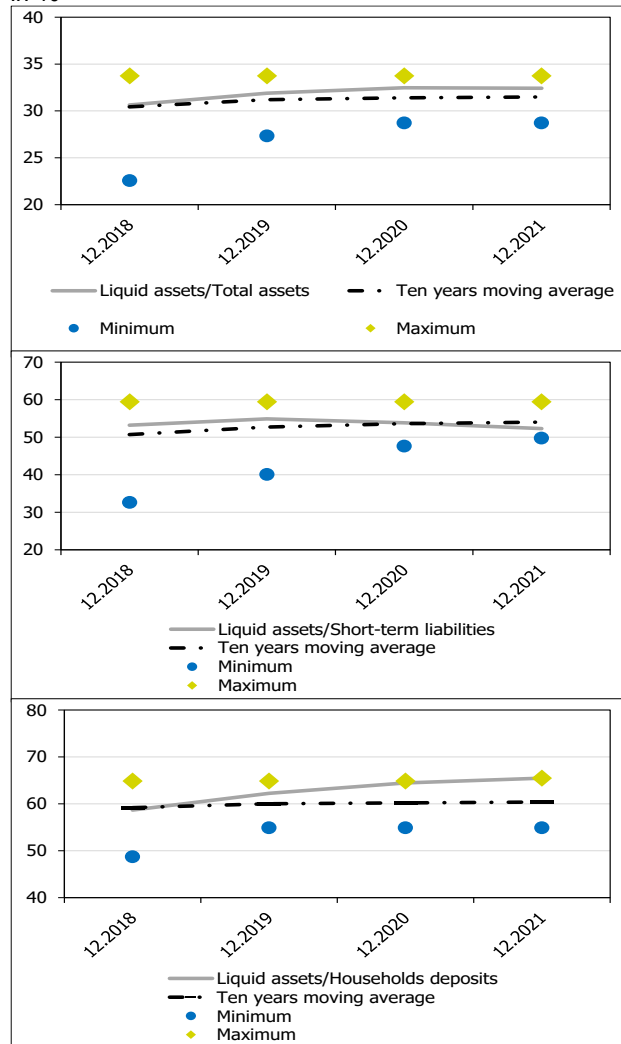 40
35
30
25
20
12.2018
12.2019
12.2020
12.2021
Liquid assets/Total assets
Ten years moving average
Minimum
Maximum
70
60
50
40
30
20
12.2018
12.2019
12.2020
12.2021
Liquid assets/Short-term liabilities
Ten years moving average
Minimum
Maximum
80
70
60
50
40
12.2018
12.2019
12.2020
12.2021
Liquid assets/Households deposits
Ten years moving average
Minimum
Maximum